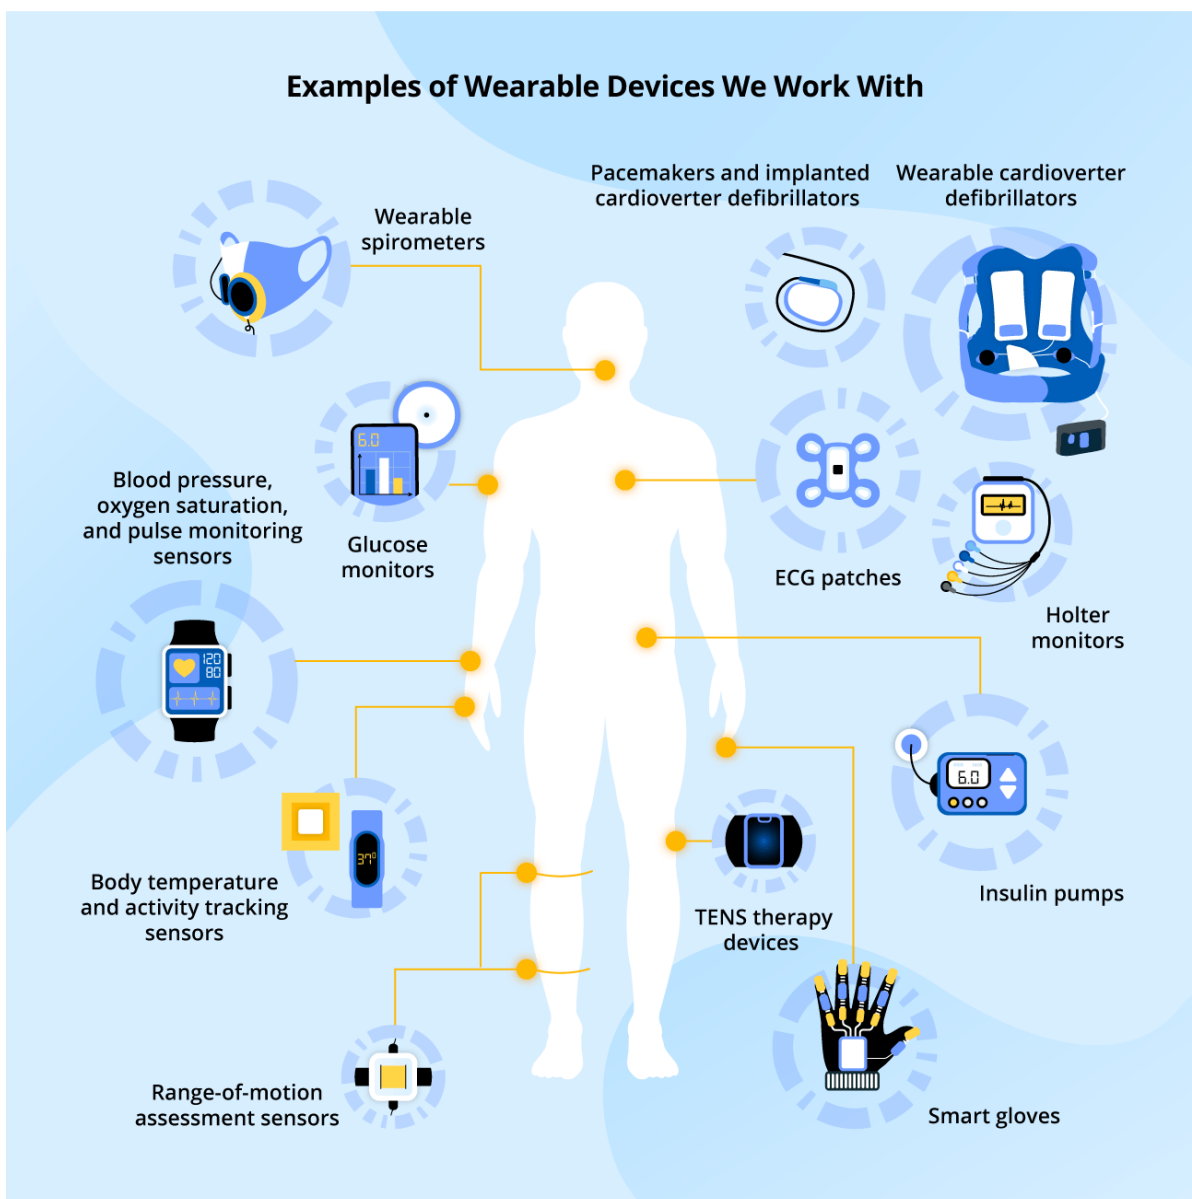 Examples of Wearable Devices We Work With
Pacemakers and implanted
cardioverter defibrillators
Wearable cardioverter
defibrillators
Wearable
spirometers
6.0
Blood pressure,
oxygen saturation,
and pulse monitoring
sensors
Glucose
monitors
ECG patches
Holter
monitors
120
80
6.0
37°
Body temperature
and activity tracking
sensors
Insulin pumps
TENS therapy
devices
Range-of-motion
assessment sensors
Smart gloves